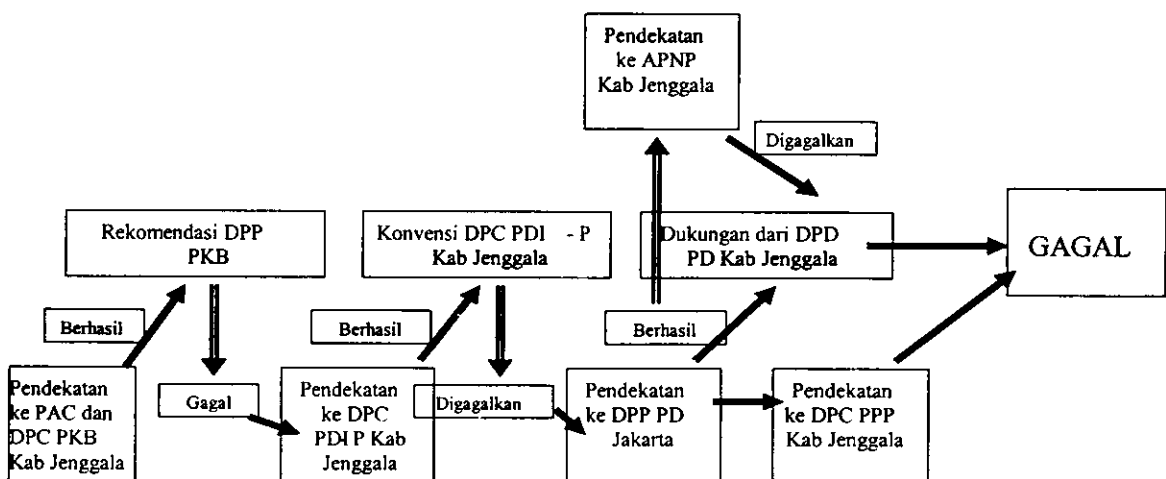 Pendekatan
ke APNP
Kab Jenggala
Digagalkan
Rekomendasi DPP
PKB
Konvensi DPC PDI - P
Kab Jenggala
Dukungan dari DPD
PD Kab Jenggala
GAGAL
Berhasil
Berhasil
Berhasil
Pendekatan
ke PAC dan
DPC PKB
Kab Jenggala
Gagal
Pendekatan
ke DPC
PDI P Kab
Jenggala
Digagalkan
Pendekatan
ke DPP PD
Jakarta
Pendekatan
ke DPC PPP
Kab Jenggala